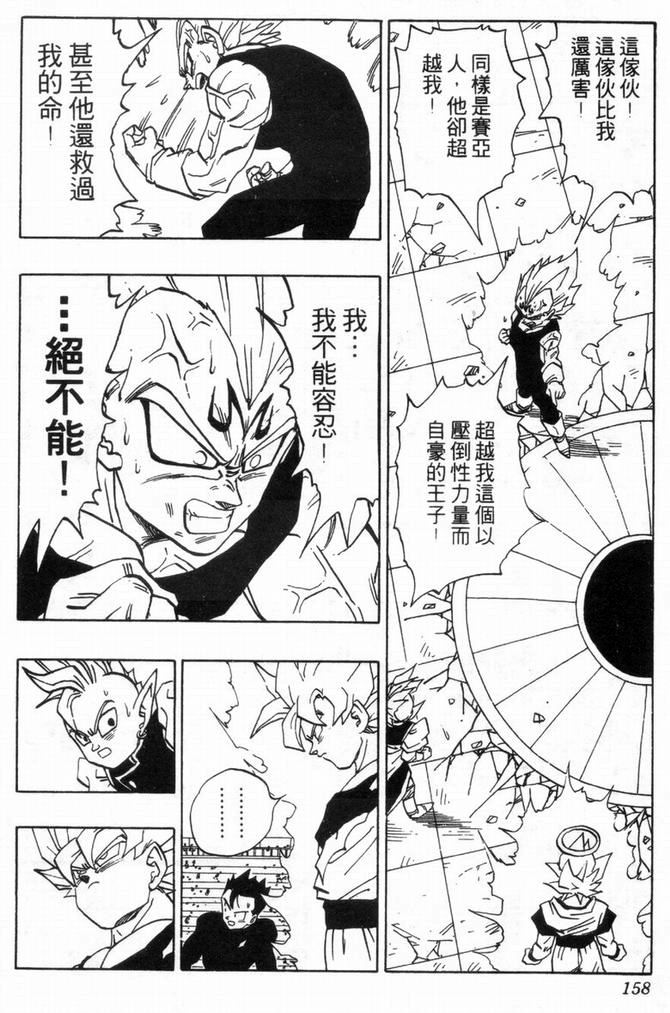 這傢伙！
這傢伙比我
還厲害！
同樣是賽亞
人，他卻超
越我！
超越我這個以
壓倒性力量而
自豪的王子！
甚至他還救過
我的命！
我…
我不能容忍！
…絕不能！
…………
158